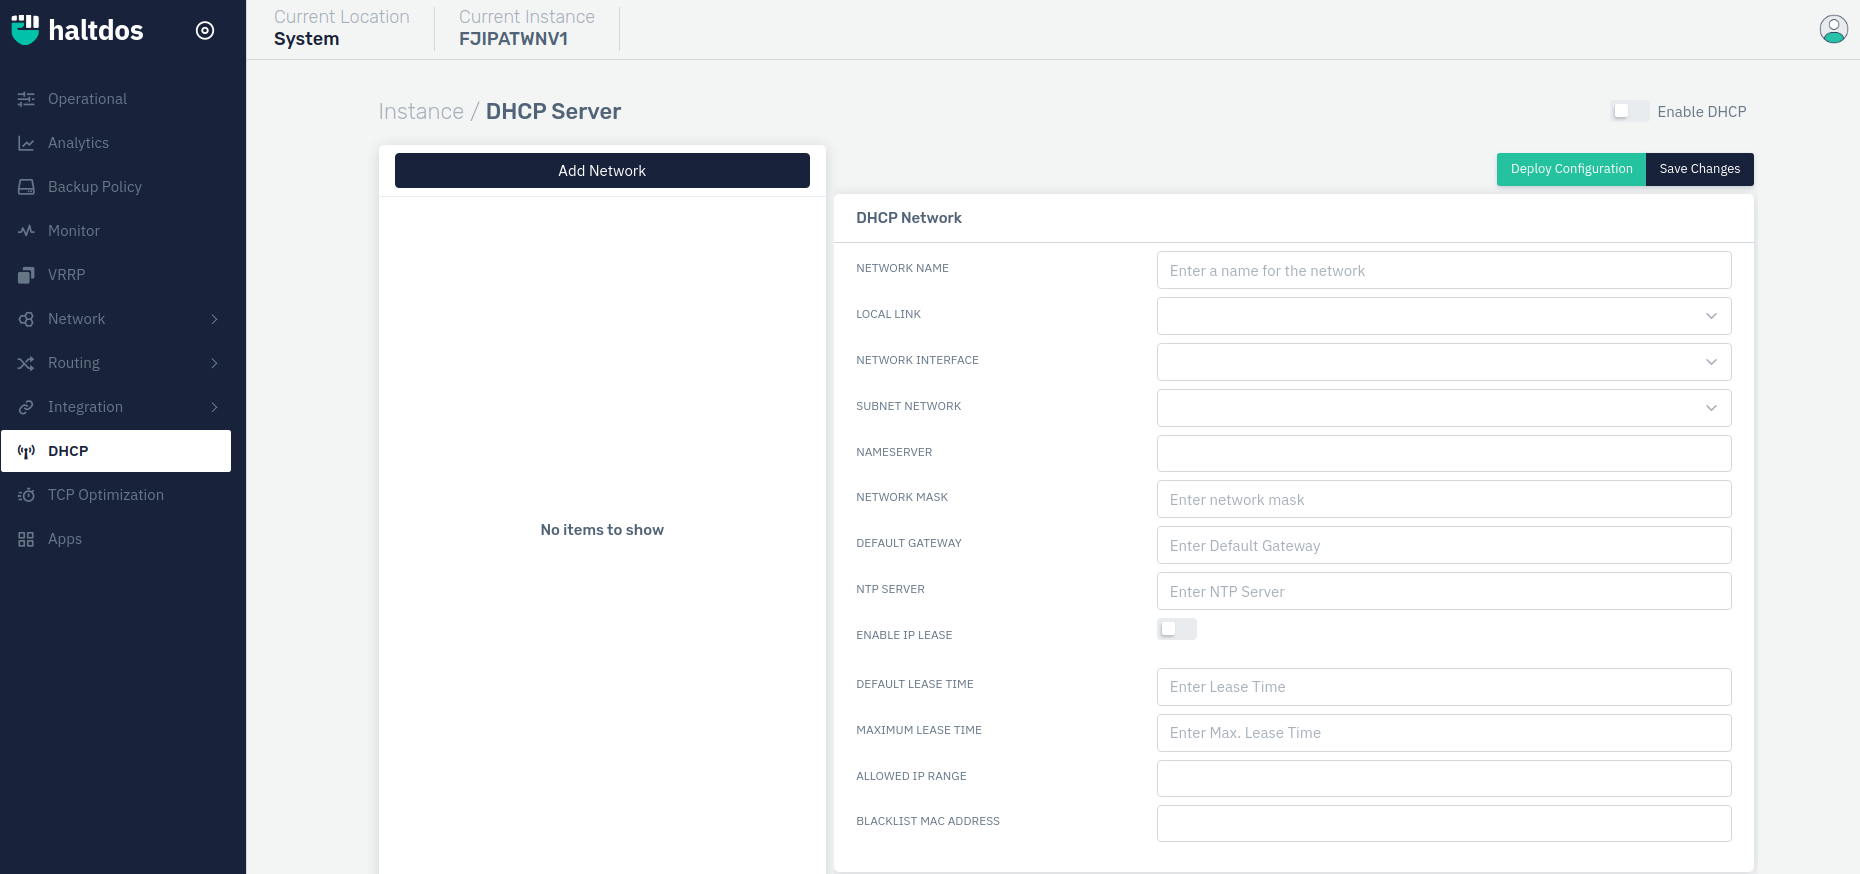 haltdos
Current Location
System
Current Instance
FJIPATWNV1
Operational
Analytics
Backup Policy
Monitor
VRRP
Network
Routing
Integration
DHCP
TCP Optimization
Apps
Instance / DHCP Server
Enable DHCP
Add Network
No items to show
Deploy Configuration
Save Changes
DHCP Network
NETWORK NAME
Enter a name for the network
LOCAL LINK
NETWORK INTERFACE
SUBNET NETWORK
NAMESERVER
NETWORK MASK
Enter network mask
DEFAULT GATEWAY
Enter Default Gateway
NTP SERVER
Enter NTP Server
ENABLE IP LEASE
DEFAULT LEASE TIME
Enter Lease Time
MAXIMUM LEASE TIME
Enter Max. Lease Time
ALLOWED IP RANGE
BLACKLIST MAC ADDRESS